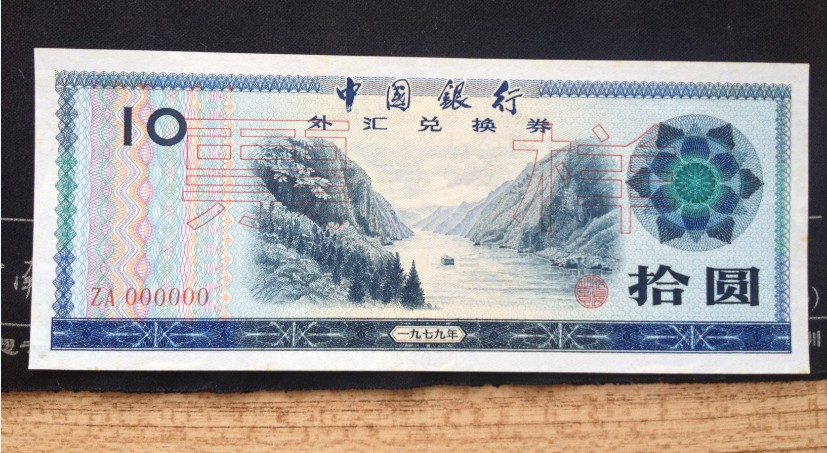 中國銀行
10
外汇兑换券
票样
ZA 000000
拾圆
一九七九年